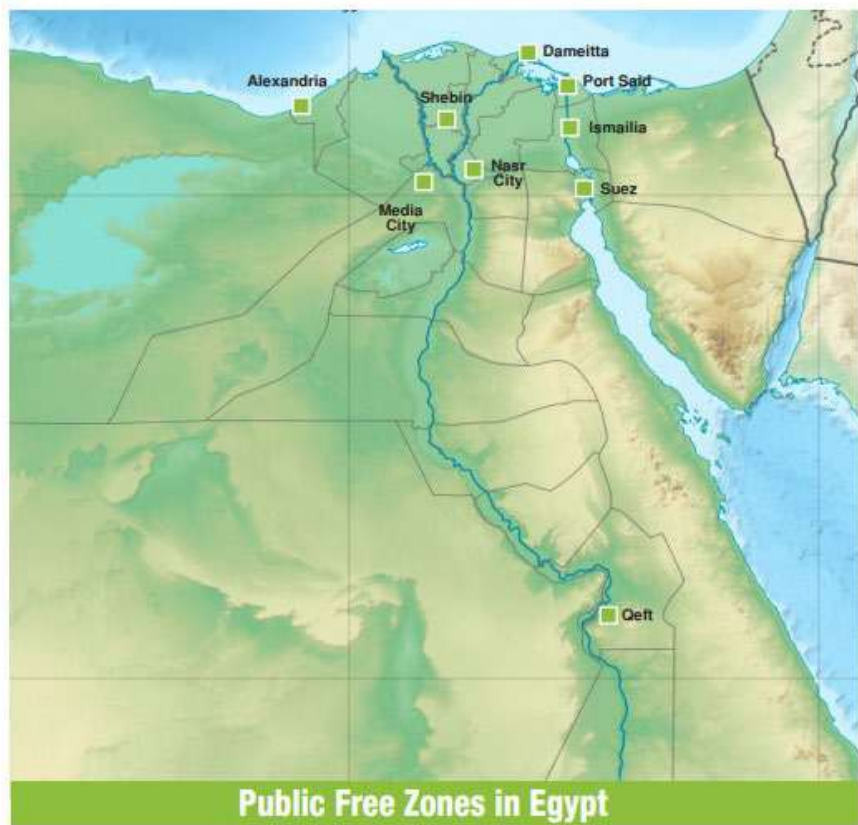 Dameitta
Alexandria
Port Said
Shebin
Ismailia
Nasr
City
Media
City
Suez
Qeft
Public Free Zones in Egypt